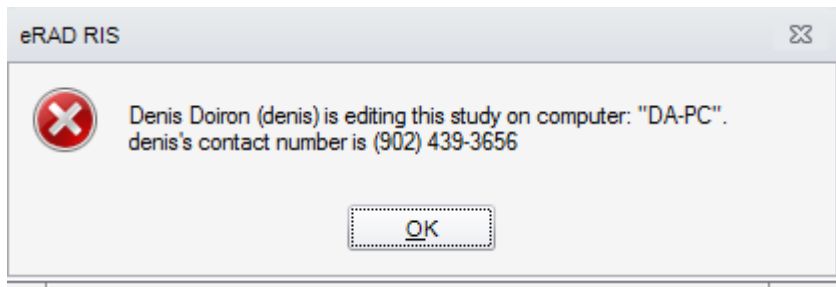 eRAD RIS
Denis Doiron (denis) is editing this study on computer: "DA-PC".
denis's contact number is (902) 439-3656
OK